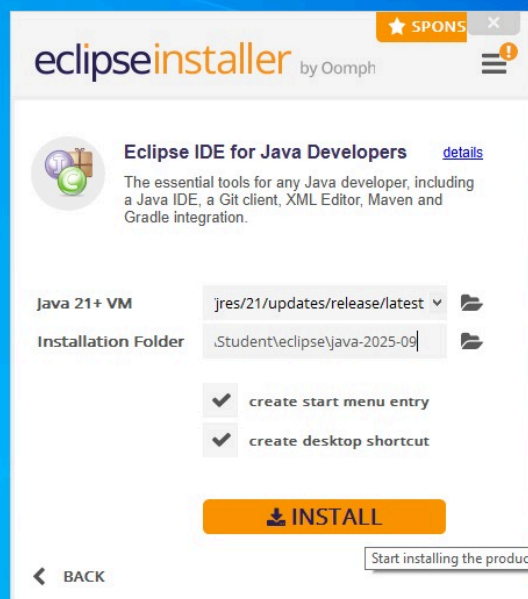 SPONS
eclipseinstaller by Oomph
Eclipse IDE for Java Developers details
The essential tools for any Java developer, including
a Java IDE, a Git client, XML Editor, Maven and
Gradle integration.
Java 21+ VM jres/21/updates/release/latest
Installation Folder .Student\eclipse\java-2025-09
create start menu entry
create desktop shortcut
INSTALL
Start installing the produc
BACK